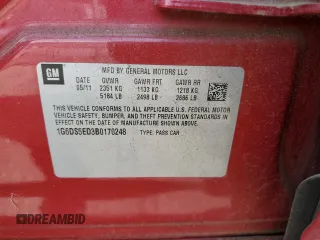 GM
MFD BY GENERAL MOTORS LLC
05/11 GVWR GAWR FRT GAWR RR
2351 KG 1133 KG 1218 KG
5184 LB 2498 LB 2686 LB
THIS VEHICLE CONFORMS TO ALL APPLICABLE U.S. FEDERAL MOTOR
VEHICLE SAFETY, BUMPER, AND THEFT PREVENTION STANDARDS IN
EFFECT ON THE DATE OF MANUFACTURE SHOWN ABOVE.
1G6DS5ED3B0170248 TYPE: PASS CAR
DREAMBID